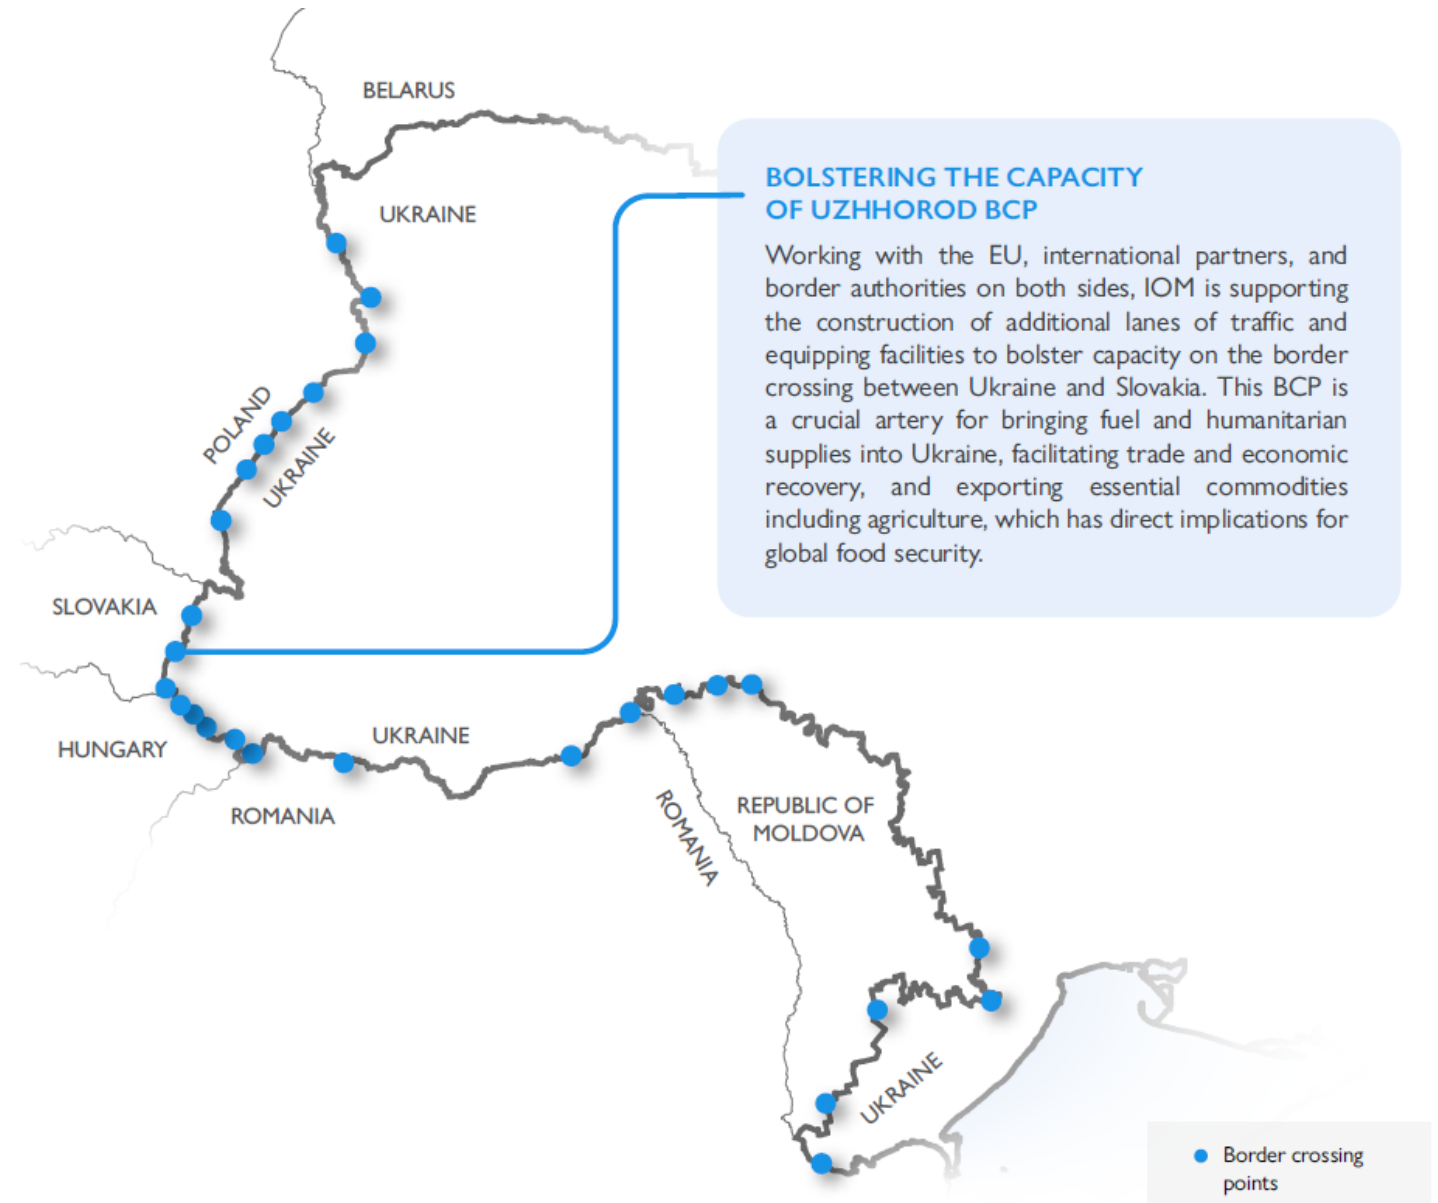 BELARUS
UKRAINE
BOLSTERING THE CAPACITY
OF UZHHOROD BCP
Working with the EU, international partners, and
border authorities on both sides, IOM is supporting
the construction of additional lanes of traffic and
equipping facilities to bolster capacity on the border
crossing between Ukraine and Slovakia. This BCP is
a crucial artery for bringing fuel and humanitarian
supplies into Ukraine, facilitating trade and economic
recovery, and exporting essential commodities
including agriculture, which has direct implications for
global food security.
POLAND
UKRAINE
SLOVAKIA
HUNGARY
UKRAINE
ROMANIA
ROMANIA
REPUBLIC OF
MOLDOVA
UKRAINE
Border crossing
points